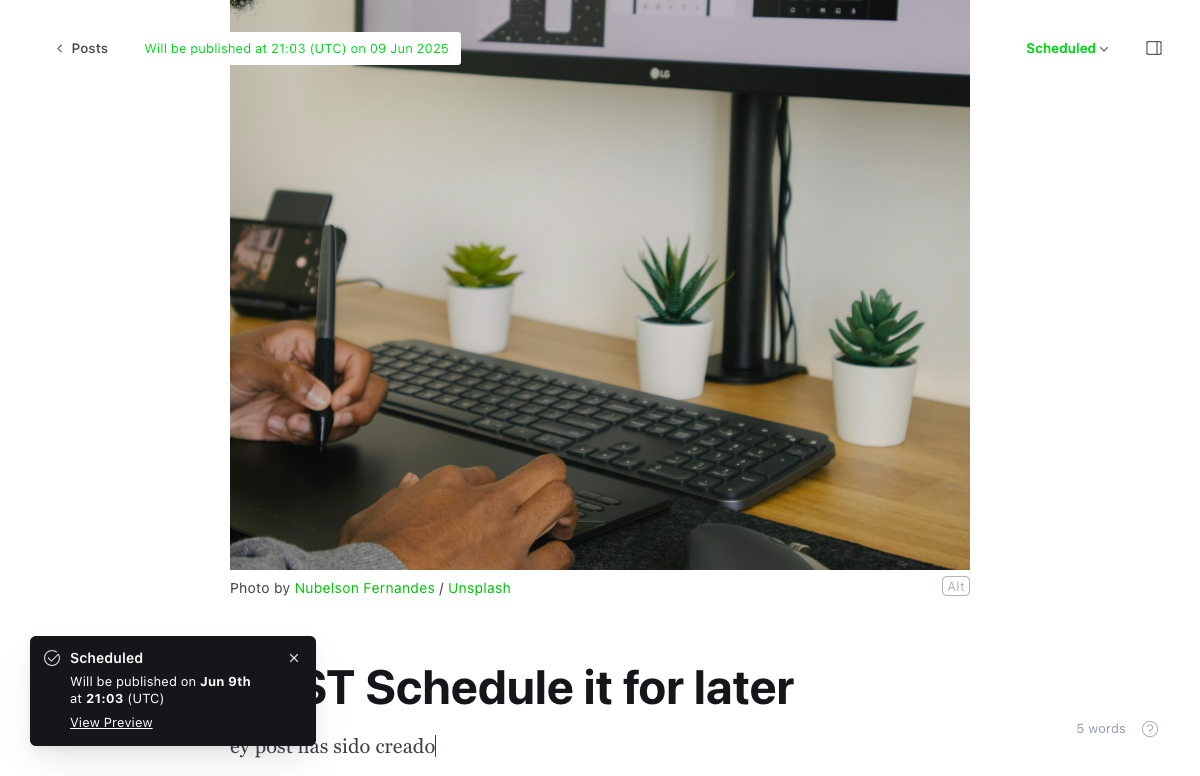 Posts
Will be published at 21:03 (UTC) on 09 Jun 2025
Scheduled
LG
Photo by Nubelson Fernandes / Unsplash
Alt
Scheduled
Will be published on Jun 9th
at 21:03 (UTC)
View Preview
ST Schedule it for later
ey post has sido creado
5 words